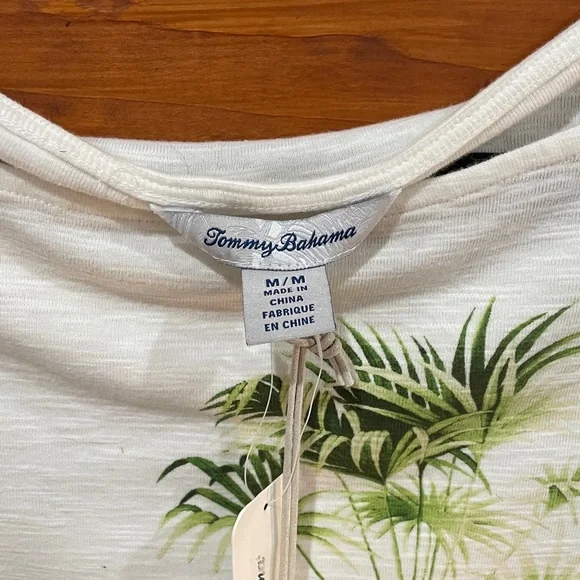 Tommy Bahama
M/M
MADE IN
CHINA
FABRIQUE
EN CHINE